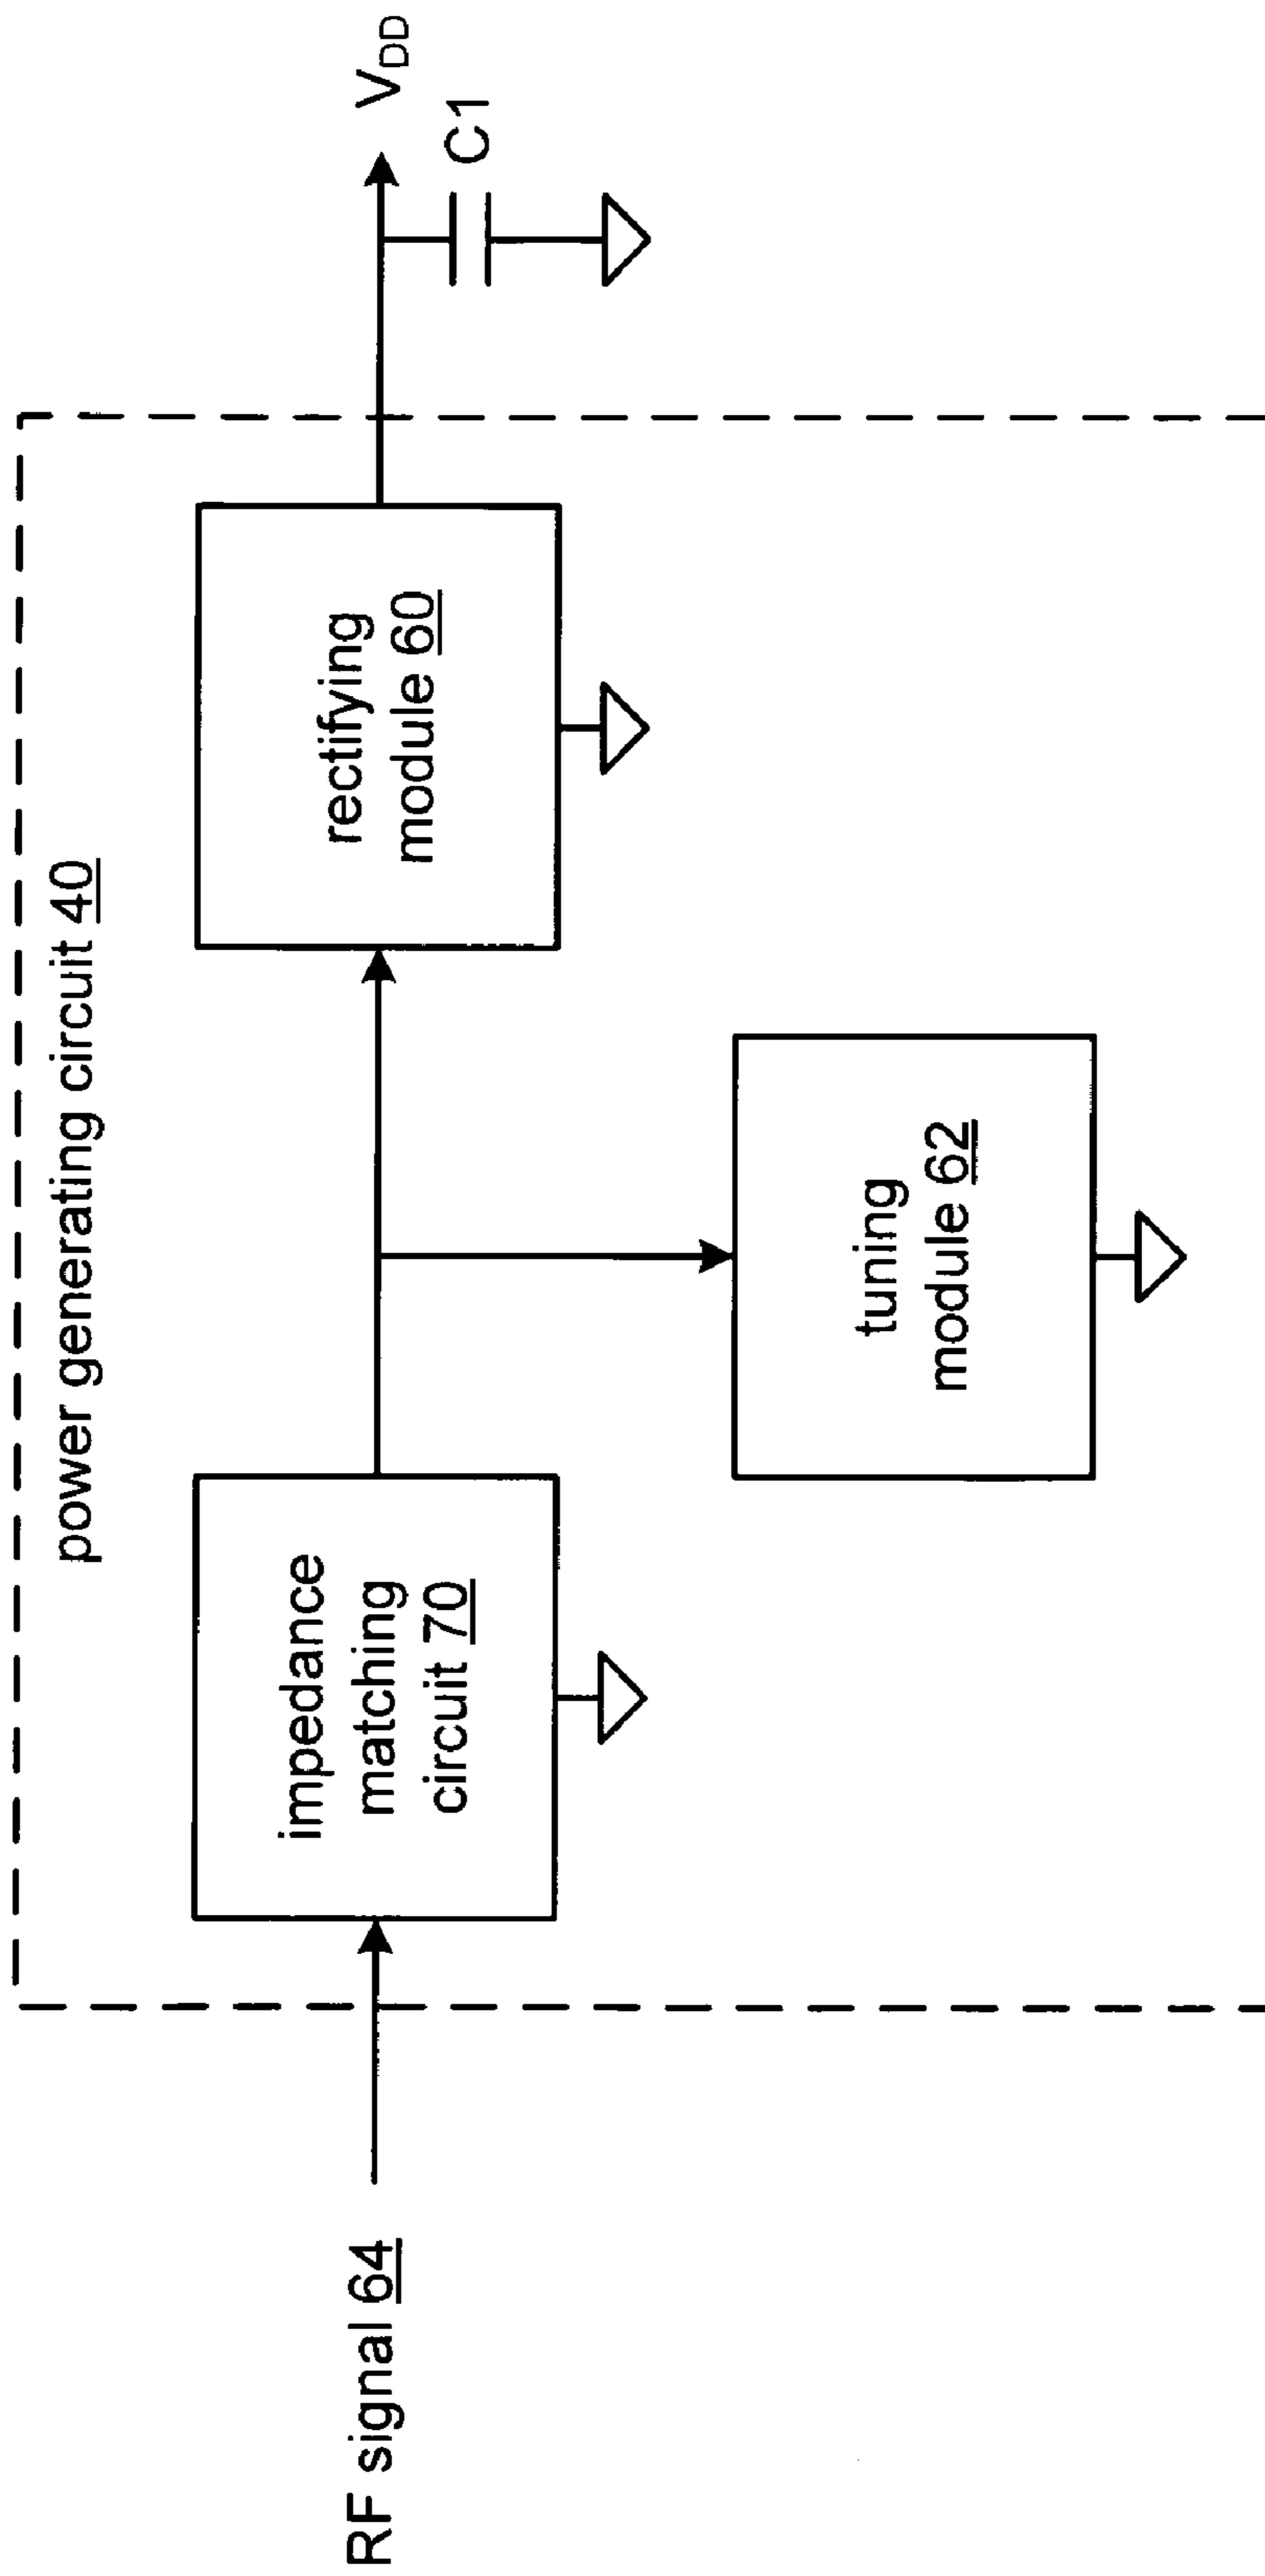 power generating circuit 40
RF signal 64
impedance
matching
circuit 70
tuning
module 62
rectifying
module 60
VDD
C1